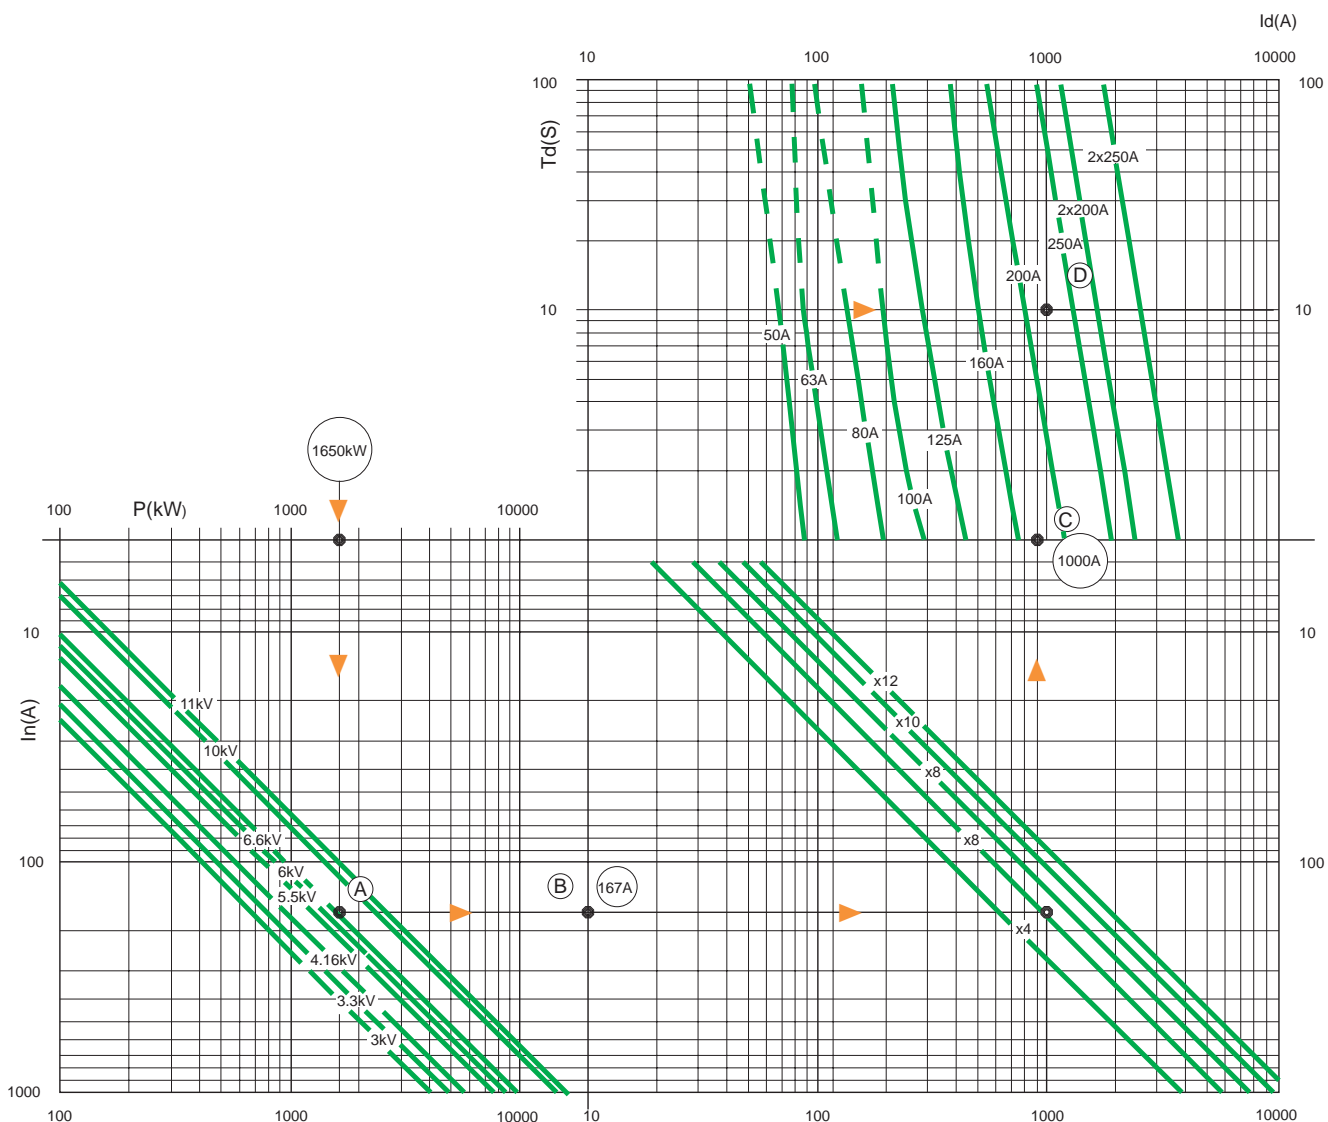 Id(A)
10 100 1000 10000
100 100
Td(S)
2x250A
2x200A
250A
200A D
10 10
50A
160A
63A
80A
125A
1650kW
100A
100 P(kW) 1000 10000
C
1000A
10 10
x12
11kV
In(A)
x10
10kV
x8
6.6kV
x8
100 100
6kV
A B 167A
5.5kV
x4
4.16kV
3.3kV
3kV
1000
100 1000 10000 10 100 1000 10000